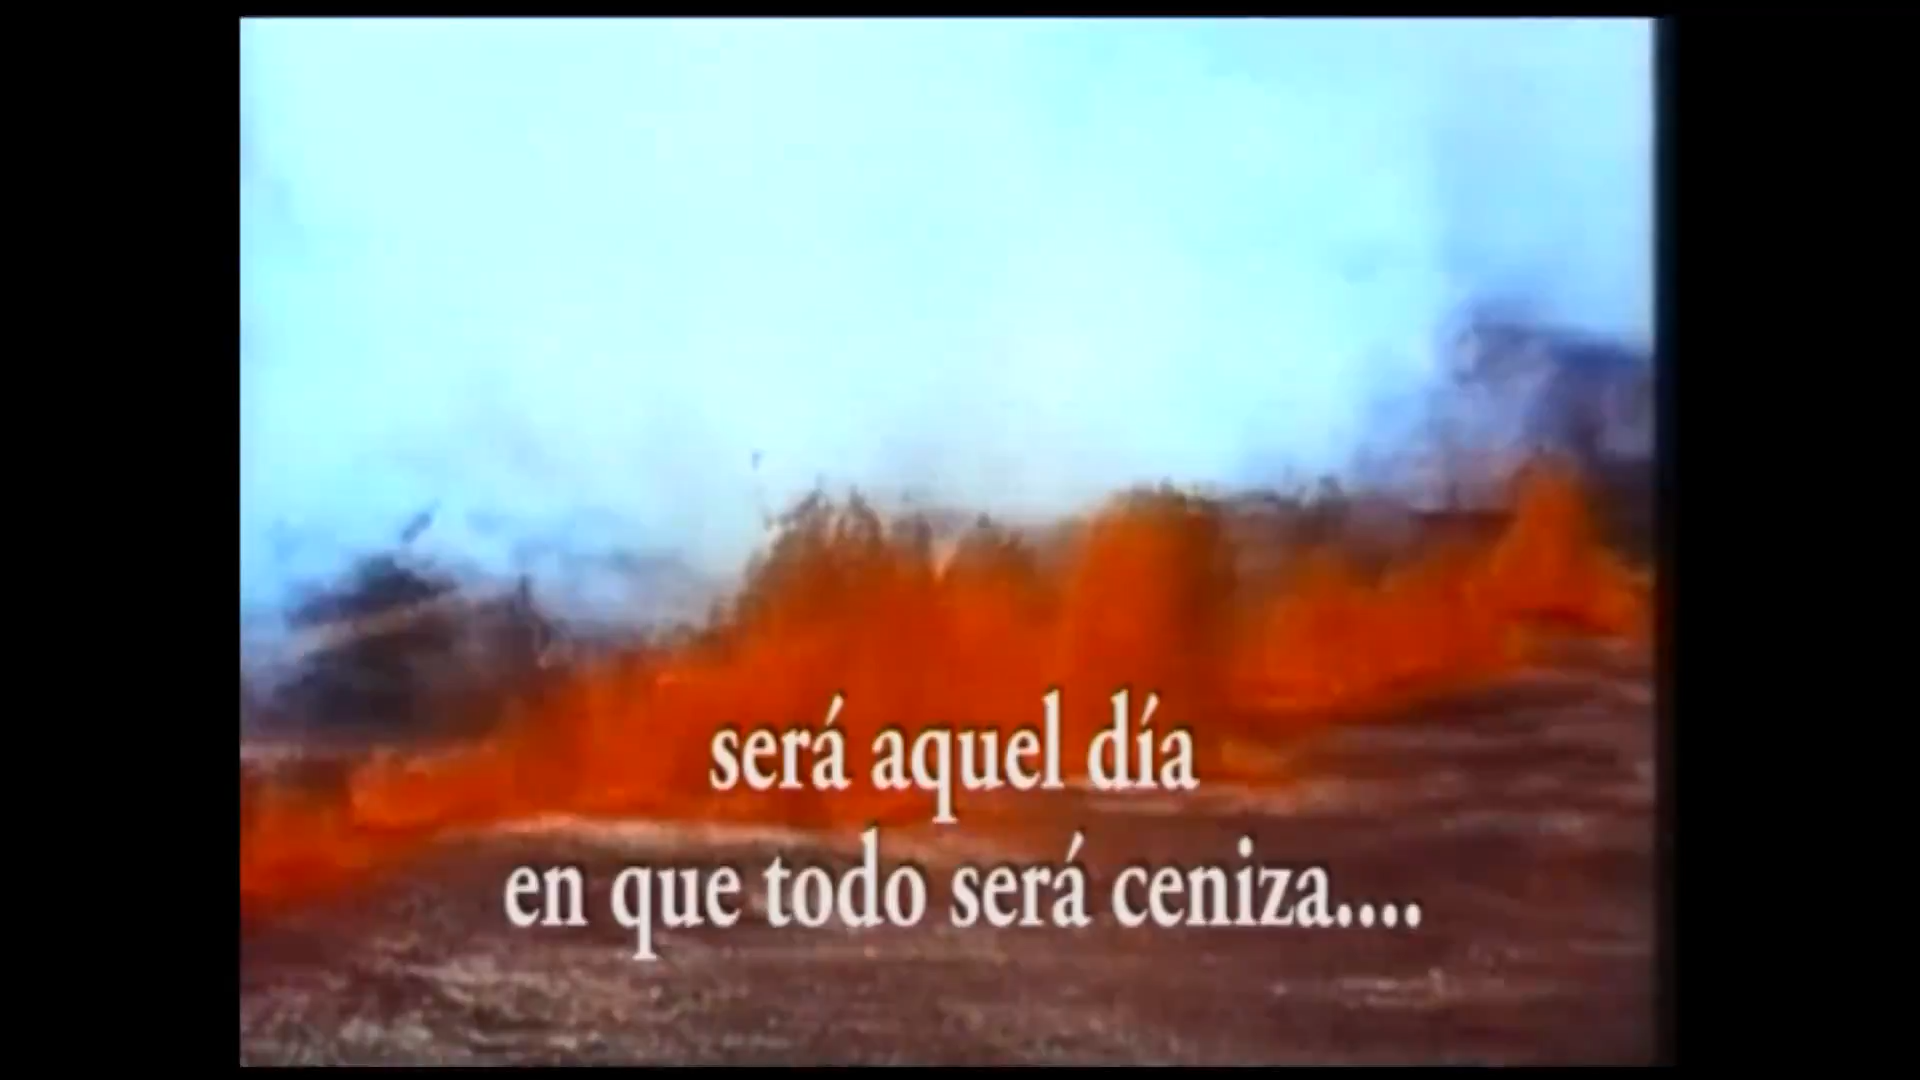 será aquel día
en que todo será ceniza....